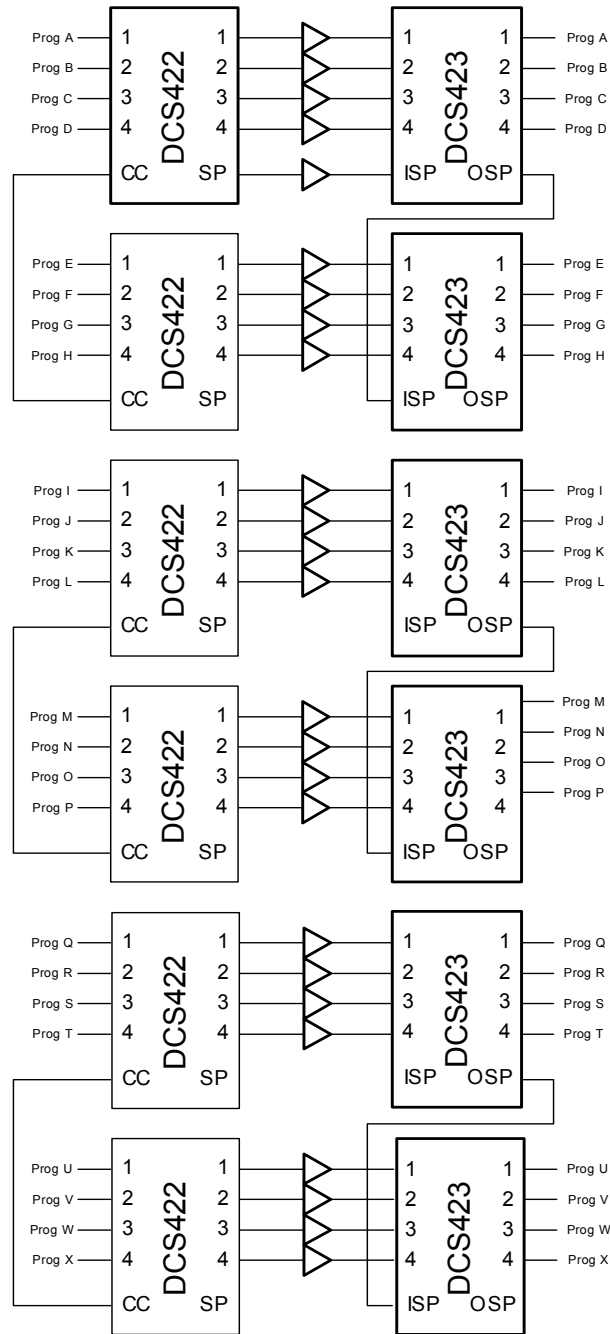 Prog A 1 1 1 1 Prog A
Prog B 2 2 2 2 Prog B
Prog C 3 3 3 3 Prog C
Prog D 4 4 4 4 Prog D
DCS422 DCS423
CC SP ISP OSP
Prog E 1 1 1 1 Prog E
Prog F 2 2 2 2 Prog F
Prog G 3 3 3 3 Prog G
Prog H 4 4 4 4 Prog H
DCS422 DCS423
CC SP ISP OSP
Prog I 1 1 1 1 Prog I
Prog J 2 2 2 2 Prog J
Prog K 3 3 3 3 Prog K
Prog L 4 4 4 4 Prog L
DCS422 DCS423
CC SP ISP OSP
Prog M 1 1 1 1 Prog M
Prog N 2 2 2 2 Prog N
Prog O 3 3 3 3 Prog O
Prog P 4 4 4 4 Prog P
DCS422 DCS423
CC SP ISP OSP
Prog Q 1 1 1 1 Prog Q
Prog R 2 2 2 2 Prog R
Prog S 3 3 3 3 Prog S
Prog T 4 4 4 4 Prog T
DCS422 DCS423
CC SP ISP OSP
Prog U 1 1 1 1 Prog U
Prog V 2 2 2 2 Prog V
Prog W 3 3 3 3 Prog W
Prog X 4 4 4 4 Prog X
DCS422 DCS423
CC SP ISP OSP